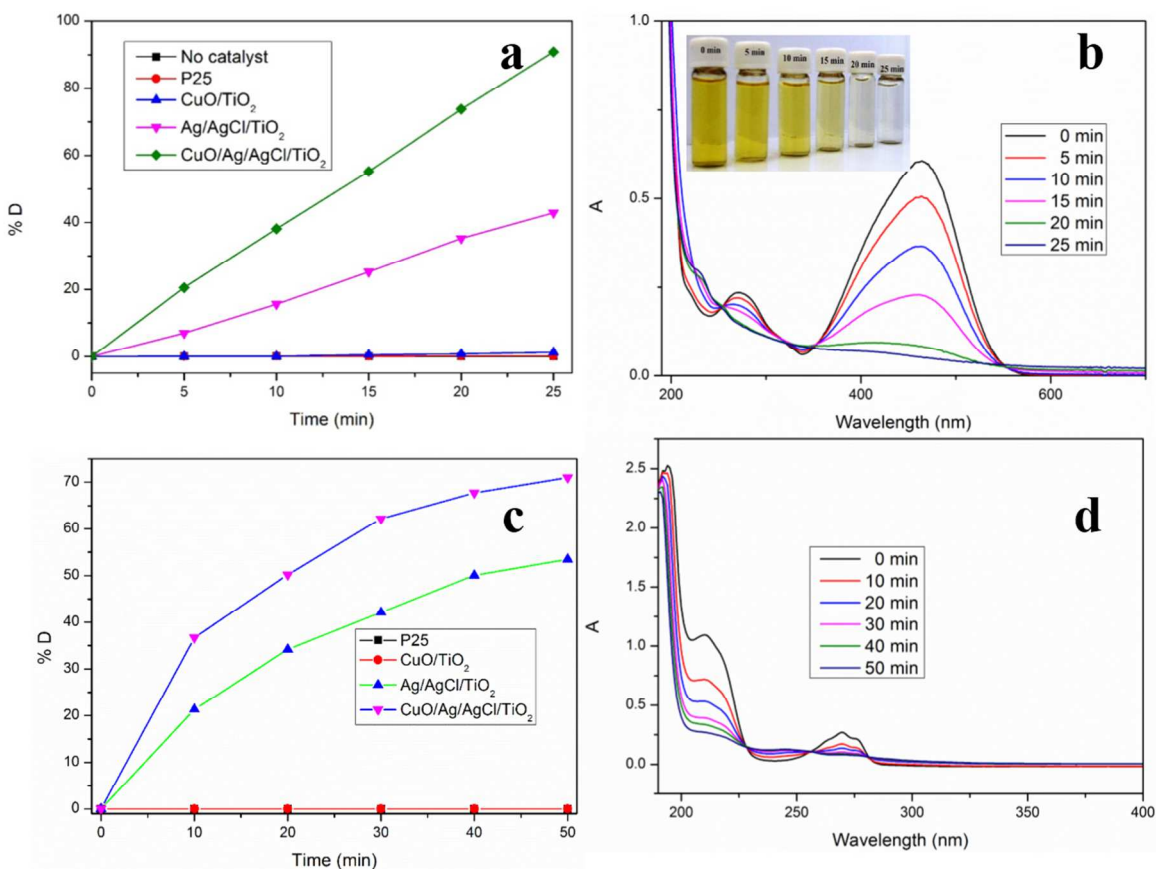 a
100
80
60
40
20
0
% D
No catalyst
P25
CuO/TiO₂
Ag/AgCl/TiO₂
CuO/Ag/AgCl/TiO₂
0 5 10 15 20 25
Time (min)
b
1.0
0.5
0.0
A
0 min 5 min 10 min 15 min 20 min 25 min
0 min
5 min
10 min
15 min
20 min
25 min
200 400 600
Wavelength (nm)
c
70
60
50
40
30
20
10
0
% D
P25
CuO/TiO₂
Ag/AgCl/TiO₂
CuO/Ag/AgCl/TiO₂
0 10 20 30 40 50
Time (min)
d
2.5
2.0
1.5
1.0
0.5
0.0
A
0 min
10 min
20 min
30 min
40 min
50 min
200 250 300 350 400
Wavelength (nm)